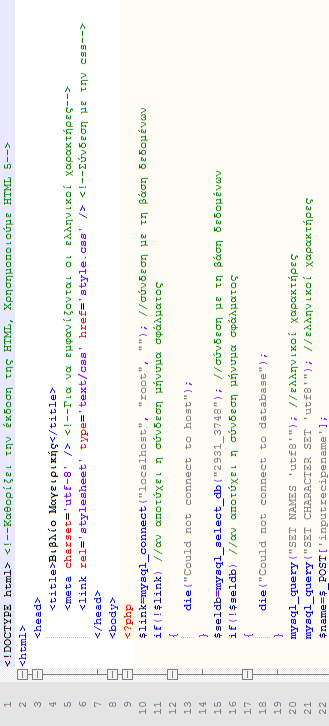 1 <!DOCTYPE html> <!--Καθορίζει την έκδοση της HTML, Χρησιμοποιούμε HTML 5-->
2 <html>
3 <head>
4 <title>Βιβλίο Μαγειρικής</title>
5 <meta charset='utf-8' /> <!--Για να εμφανίζονται οι ελληνικοί χαρακτήρες-->
6 <link rel='stylesheet' type='text/css' href='style.css' /> <!--Σύνδεση με την css-->
7 </head>
8 <body>
9 <?php
10 $link=mysql_connect("localhost", "root", ""); //σύνδεση με τη βάση δεδομένων
11 if(!$link) //αν αποτύχει η σύνδεση μήνυμα σφάλματος
12 {
13 die("Could not connect to host");
14 }
15 $seldb=mysql_select_db("2931_3748"); //σύνδεση με τη βάση δεδομένων
16 if(!$seldb) //αν αποτύχει η σύνδεση μήνυμα σφάλματος
17 {
18 die("Could not connect to database");
19 }
20 mysql_query("SET NAMES 'utf8'"); //ελληνικοί χαρακτήρες
21 mysql_query("SET CHARACTER SET 'utf8'"); //ελληνικοί χαρακτήρες
22 $name=$_POST['inputrecipename'];